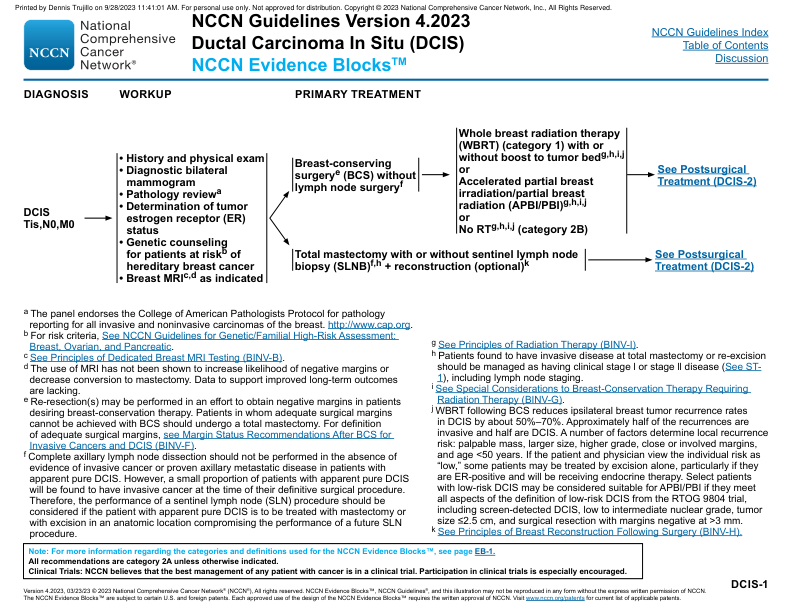 Printed by Dennis Trujillo on 9/28/2023 11:41:01 AM. For personal use only. Not approved for distribution. Copyright © 2023 National Comprehensive Cancer Network, Inc., All Rights Reserved.
NCCN
National
Comprehensive
Cancer
Network®
NCCN Guidelines Version 4.2023
Ductal Carcinoma In Situ (DCIS)
NCCN Evidence Blocks™
NCCN Guidelines Index
Table of Contents
Discussion
DIAGNOSIS
WORKUP
PRIMARY TREATMENT
DCIS
Tis,N0,M0
• History and physical exam
• Diagnostic bilateral
mammogram
• Pathology reviewa
• Determination of tumor
estrogen receptor (ER)
status
• Genetic counseling
for patients at riskb of
hereditary breast cancer
• Breast MRIc,d as indicated
Breast-conserving
surgerye (BCS) without
lymph node surgeryf
Whole breast radiation therapy
(WBRT) (category 1) with or
without boost to tumor bedg,h,i,j
or
Accelerated partial breast
irradiation/partial breast
radiation (APBI/PBI)g,h,i,j
or
No RTg,h,i,j (category 2B)
See Postsurgical
Treatment (DCIS-2)
Total mastectomy with or without sentinel lymph node
biopsy (SLNB)f,h + reconstruction (optional)k
See Postsurgical
Treatment (DCIS-2)
a The panel endorses the College of American Pathologists Protocol for pathology
reporting for all invasive and noninvasive carcinomas of the breast. http://www.cap.org.
b For risk criteria, See NCCN Guidelines for Genetic/Familial High-Risk Assessment:
Breast, Ovarian, and Pancreatic.
c See Principles of Dedicated Breast MRI Testing (BINV-B).
d The use of MRI has not been shown to increase likelihood of negative margins or
decrease conversion to mastectomy. Data to support improved long-term outcomes
are lacking.
e Re-resection(s) may be performed in an effort to obtain negative margins in patients
desiring breast-conservation therapy. Patients in whom adequate surgical margins
cannot be achieved with BCS should undergo a total mastectomy. For definition
of adequate surgical margins, see Margin Status Recommendations After BCS for
Invasive Cancers and DCIS (BINV-F).
f Complete axillary lymph node dissection should not be performed in the absence of
evidence of invasive cancer or proven axillary metastatic disease in patients with
apparent pure DCIS. However, a small proportion of patients with apparent pure DCIS
will be found to have invasive cancer at the time of their definitive surgical procedure.
Therefore, the performance of a sentinel lymph node (SLN) procedure should be
considered if the patient with apparent pure DCIS is to be treated with mastectomy or
with excision in an anatomic location compromising the performance of a future SLN
procedure.
g See Principles of Radiation Therapy (BINV-I).
h Patients found to have invasive disease at total mastectomy or re-excision
should be managed as having clinical stage I or stage II disease (See ST-
1), including lymph node staging.
i See Special Considerations to Breast-Conservation Therapy Requiring
Radiation Therapy (BINV-G).
j WBRT following BCS reduces ipsilateral breast tumor recurrence rates
in DCIS by about 50%–70%. Approximately half of the recurrences are
invasive and half are DCIS. A number of factors determine local recurrence
risk: palpable mass, larger size, higher grade, close or involved margins,
and age <50 years. If the patient and physician view the individual risk as
“low,” some patients may be treated by excision alone, particularly if they
are ER-positive and will be receiving endocrine therapy. Select patients
with low-risk DCIS may be considered suitable for APBI/PBI if they meet
all aspects of the definition of low-risk DCIS from the RTOG 9804 trial,
including screen-detected DCIS, low to intermediate nuclear grade, tumor
size ≤2.5 cm, and surgical resection with margins negative at >3 mm.
k See Principles of Breast Reconstruction Following Surgery (BINV-H).
Note: For more information regarding the categories and definitions used for the NCCN Evidence Blocks™, see page EB-1.
All recommendations are category 2A unless otherwise indicated.
Clinical Trials: NCCN believes that the best management of any patient with cancer is in a clinical trial. Participation in clinical trials is especially encouraged.
DCIS-1
Version 4.2023, 03/23/23 © 2023 National Comprehensive Cancer Network® (NCCN®), All rights reserved. NCCN Evidence Blocks™, NCCN Guidelines®, and this illustration may not be reproduced in any form without the express written permission of NCCN.
The NCCN Evidence Blocks™ are subject to certain U.S. and foreign patents. Each approved use of the design of the NCCN Evidence Blocks™ requires the written approval of NCCN. Visit www.nccn.org/patents for current list of applicable patents.